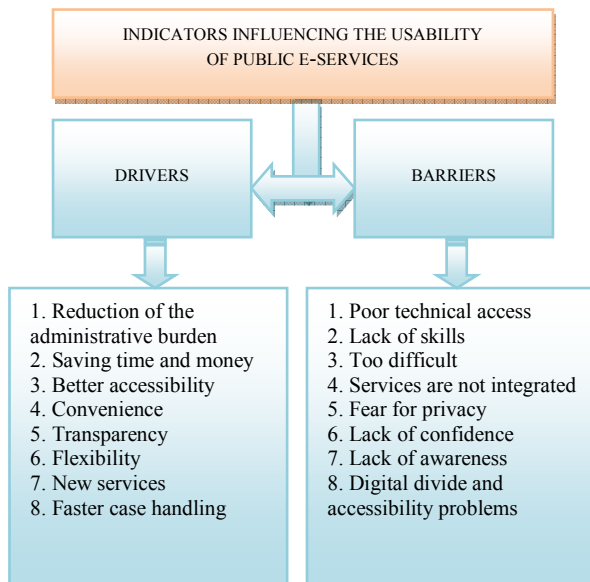 INDICATORS INFLUENCING THE USABILITY
OF PUBLIC E-SERVICES
DRIVERS
BARRIERS
1. Reduction of the
administrative burden
2. Saving time and money
3. Better accessibility
4. Convenience
5. Transparency
6. Flexibility
7. New services
8. Faster case handling
1. Poor technical access
2. Lack of skills
3. Too difficult
4. Services are not integrated
5. Fear for privacy
6. Lack of confidence
7. Lack of awareness
8. Digital divide and
accessibility problems